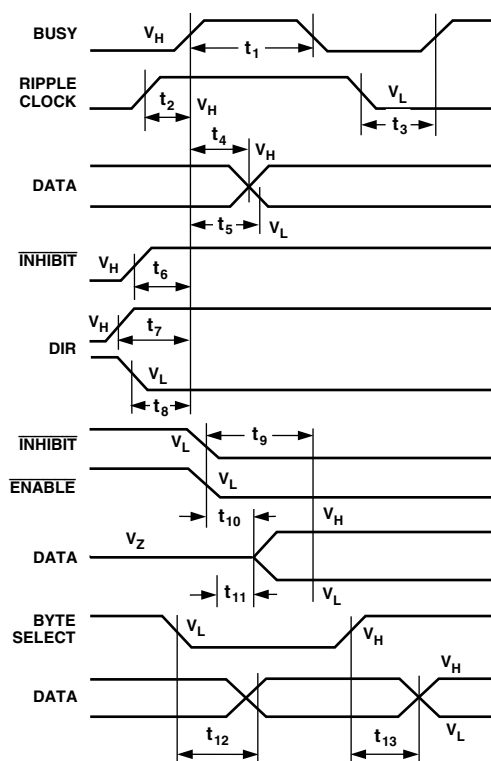 BUSY
V_H
t_1
RIPPLE
CLOCK
t_2
V_H
V_L
t_3
t_4
V_H
DATA
t_5
V_L
INHIBIT
V_H
t_6
V_H
t_7
DIR
V_L
t_8
INHIBIT
V_L
t_9
ENABLE
V_L
t_10
V_H
DATA
V_Z
t_11
V_L
BYTE
SELECT
V_L
V_H
DATA
V_H
V_L
t_12
t_13